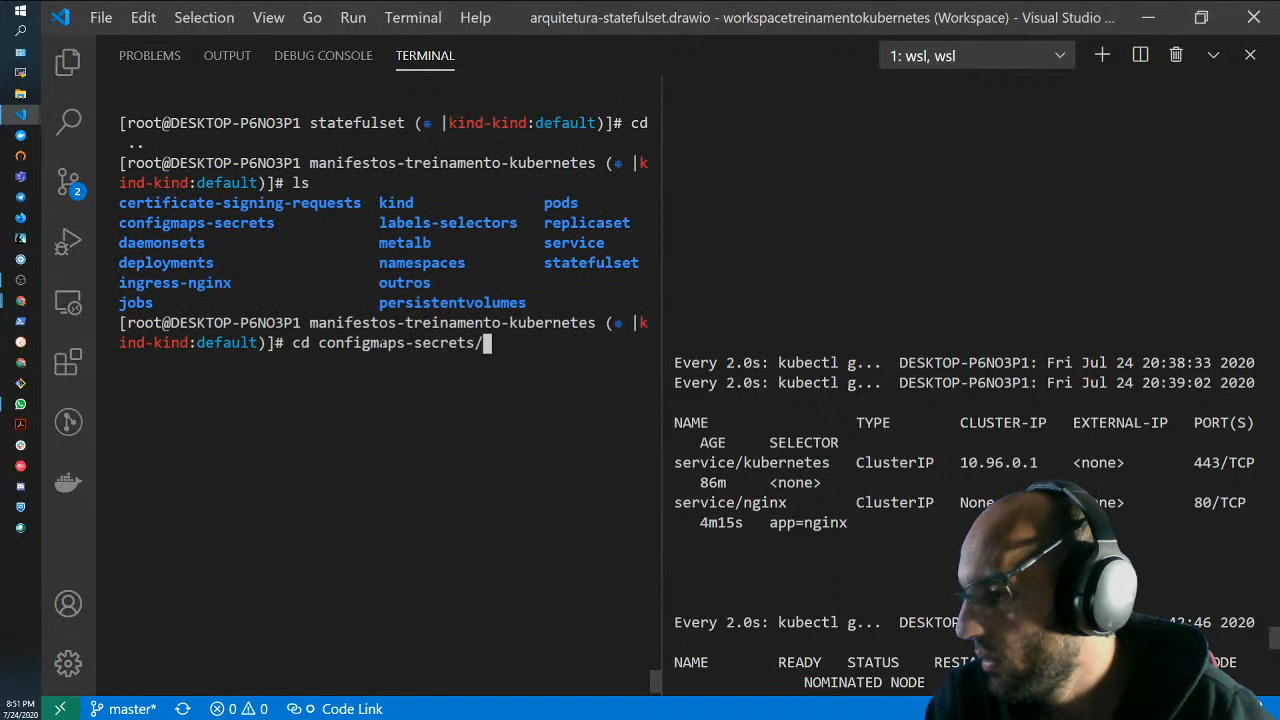 File Edit Selection View Go Run Terminal Help arquitetura-statefulset.drawio - workspacetreinamentokubernetes (Workspace) - Visual Studio ...
PROBLEMS OUTPUT DEBUG CONSOLE TERMINAL 1: wsl, wsl
[root@DESKTOP-P6NO3P1 statefulset (⎈ |kind-kind:default)]# cd
..
[root@DESKTOP-P6NO3P1 manifestos-treinamento-kubernetes (⎈ |k
ind-kind:default)]# ls
certificate-signing-requests kind pods
configmaps-secrets labels-selectors replicaset
daemonsets metalb service
deployments namespaces statefulset
ingress-nginx outros
jobs persistentvolumes
[root@DESKTOP-P6NO3P1 manifestos-treinamento-kubernetes (⎈ |k
ind-kind:default)]# cd configmaps-secrets/
Every 2.0s: kubectl g... DESKTOP-P6NO3P1: Fri Jul 24 20:38:33 2020
Every 2.0s: kubectl g... DESKTOP-P6NO3P1: Fri Jul 24 20:39:02 2020
NAME TYPE CLUSTER-IP EXTERNAL-IP PORT(S)
AGE SELECTOR
service/kubernetes ClusterIP 10.96.0.1 <none> 443/TCP
86m <none>
service/nginx ClusterIP 80/TCP
4m15s app=nginx
Every 2.0s: kubectl g... 2020
NAME READY STATUS
NOMINATED NODE
2
8:51 PM
7/24/2020
master* 0 0 Code Link